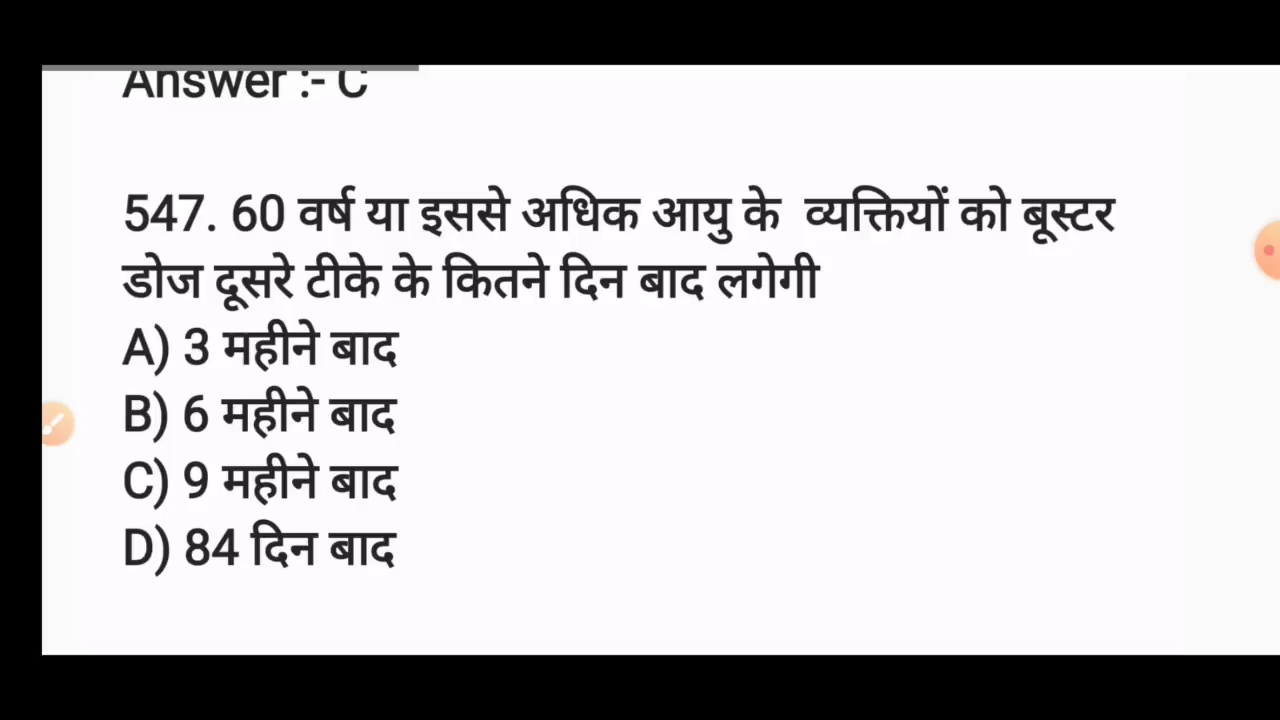 Answer :- C
547. 60 वर्ष या इससे अधिक आयु के व्यक्तियों को बूस्टर
डोज दूसरे टीके के कितने दिन बाद लगेगी
A) 3 महीने बाद
B) 6 महीने बाद
C) 9 महीने बाद
D) 84 दिन बाद